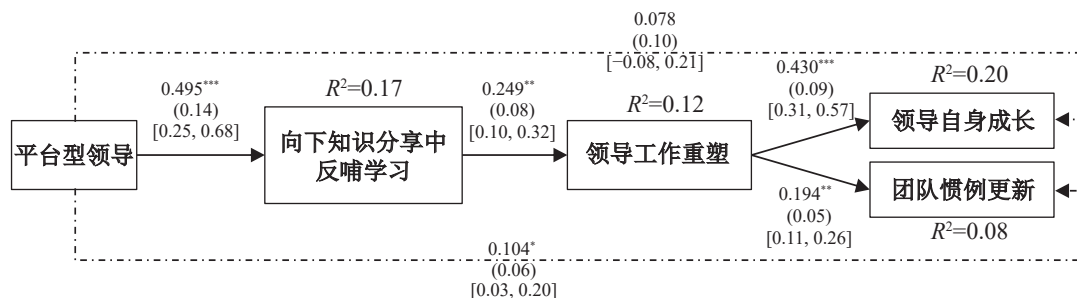 0.078
(0.10)
[−0.08, 0.21]
0.495***
(0.14)
[0.25, 0.68]
R²=0.17
0.249**
(0.08)
[0.10, 0.32]
R²=0.12
0.430***
(0.09)
[0.31, 0.57]
R²=0.20
平台型领导
向下知识分享中
反哺学习
领导工作重塑
领导自身成长
团队惯例更新
0.194**
(0.05)
[0.11, 0.26]
R²=0.08
0.104*
(0.06)
[0.03, 0.20]